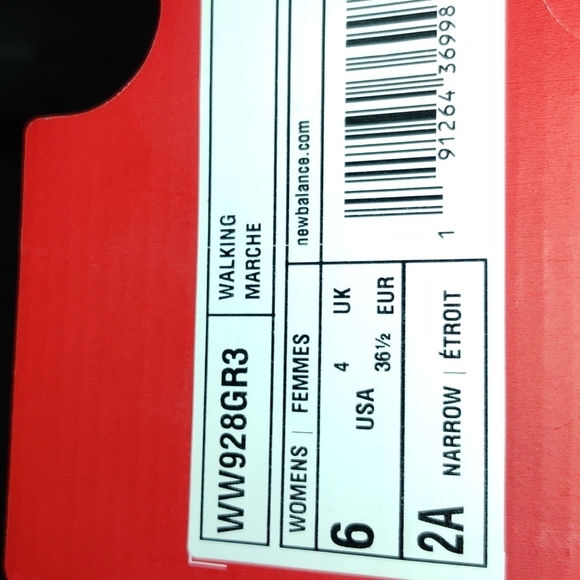 WW928GR3
WALKING
MARCHE
WOMENS | FEMMES
newbalance.com
6 USA
4 UK
36½ EUR
2A NARROW | ÉTROIT
1 91264 36998